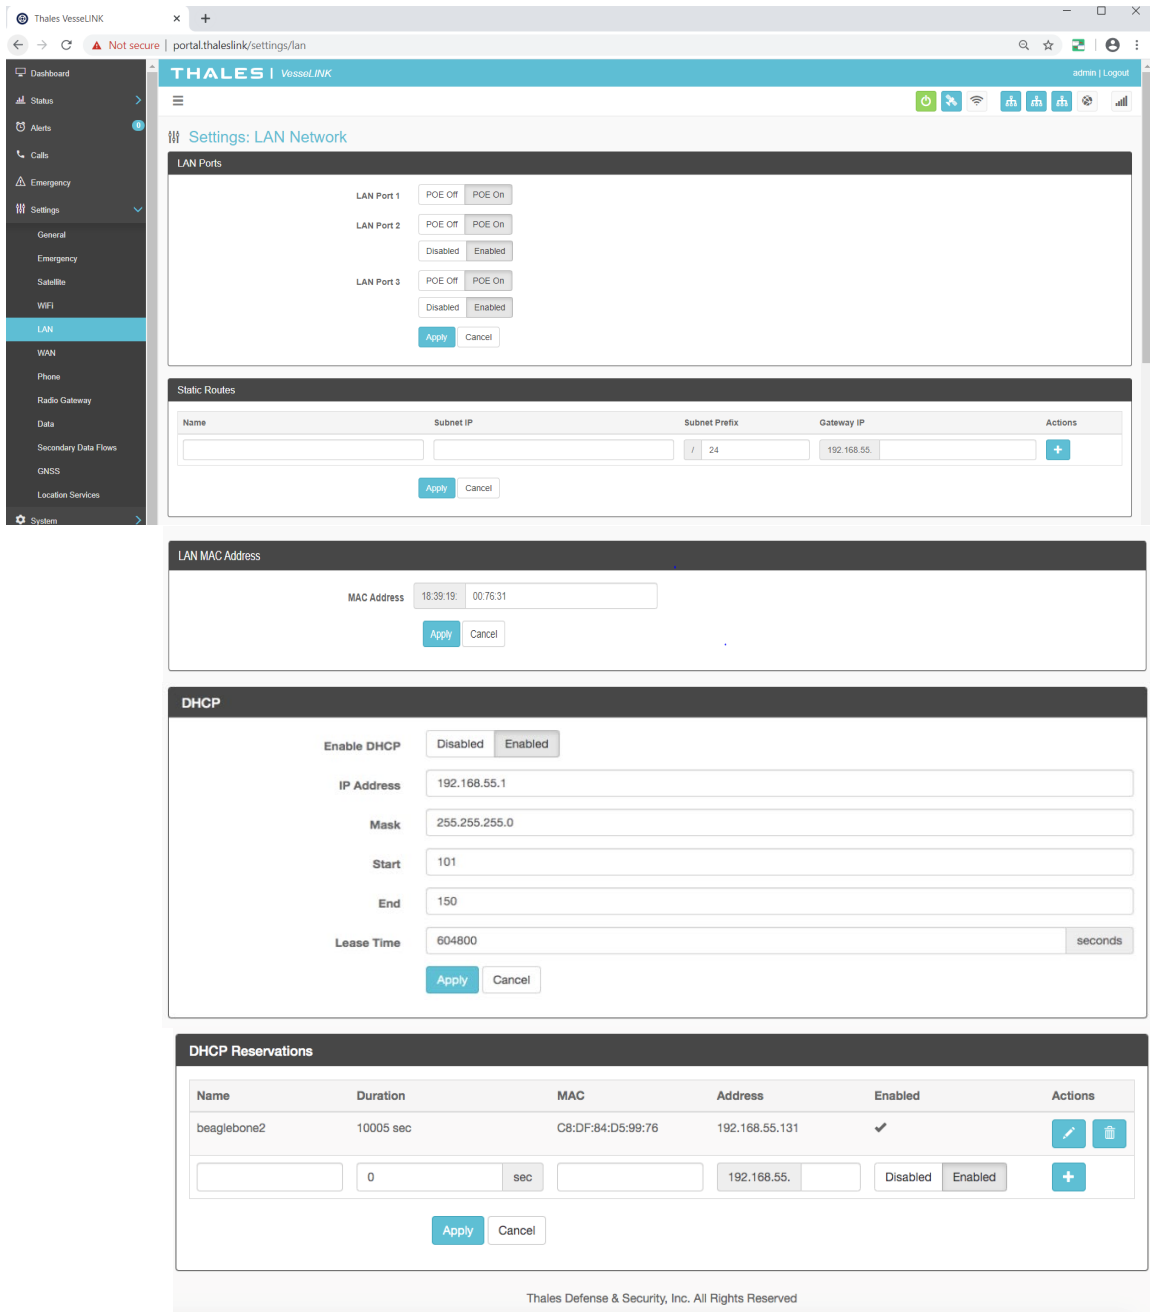 Thales VesseLINK
Not secure | portal.thaleslink/settings/lan
Dashboard
Status
Alerts 0
Calls
Emergency
Settings
General
Emergency
Satellite
WiFi
LAN
WAN
Phone
Radio Gateway
Data
Secondary Data Flows
GNSS
Location Services
System
THALES | VesseLINK
admin | Logout
Settings: LAN Network
LAN Ports
LAN Port 1 POE Off POE On
LAN Port 2 POE Off POE On
Disabled Enabled
LAN Port 3 POE Off POE On
Disabled Enabled
Apply Cancel
Static Routes
Name Subnet IP Subnet Prefix Gateway IP Actions
/ 24 192.168.55. +
Apply Cancel
LAN MAC Address
MAC Address 18:39:19: 00:76:31
Apply Cancel
DHCP
Enable DHCP Disabled Enabled
IP Address 192.168.55.1
Mask 255.255.255.0
Start 101
End 150
Lease Time 604800 seconds
Apply Cancel
DHCP Reservations
Name Duration MAC Address Enabled Actions
beaglebone2 10005 sec C8:DF:84:D5:99:76 192.168.55.131
0 sec 192.168.55. Disabled Enabled +
Apply Cancel
Thales Defense & Security, Inc. All Rights Reserved